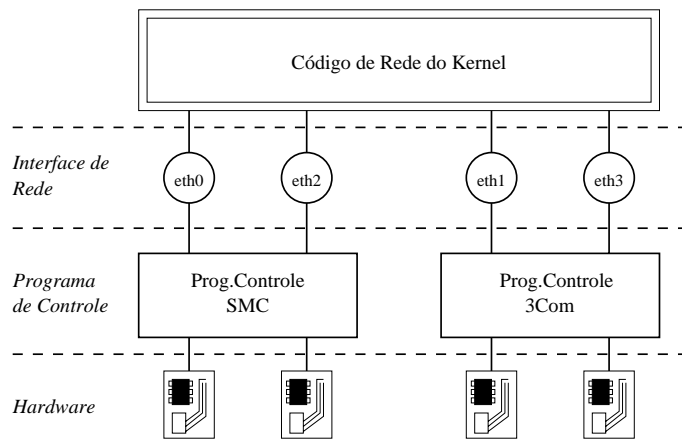 Código de Rede do Kernel
Interface de
Rede
eth0
eth2
eth1
eth3
Programa
de Controle
Prog.Controle
SMC
Prog.Controle
3Com
Hardware